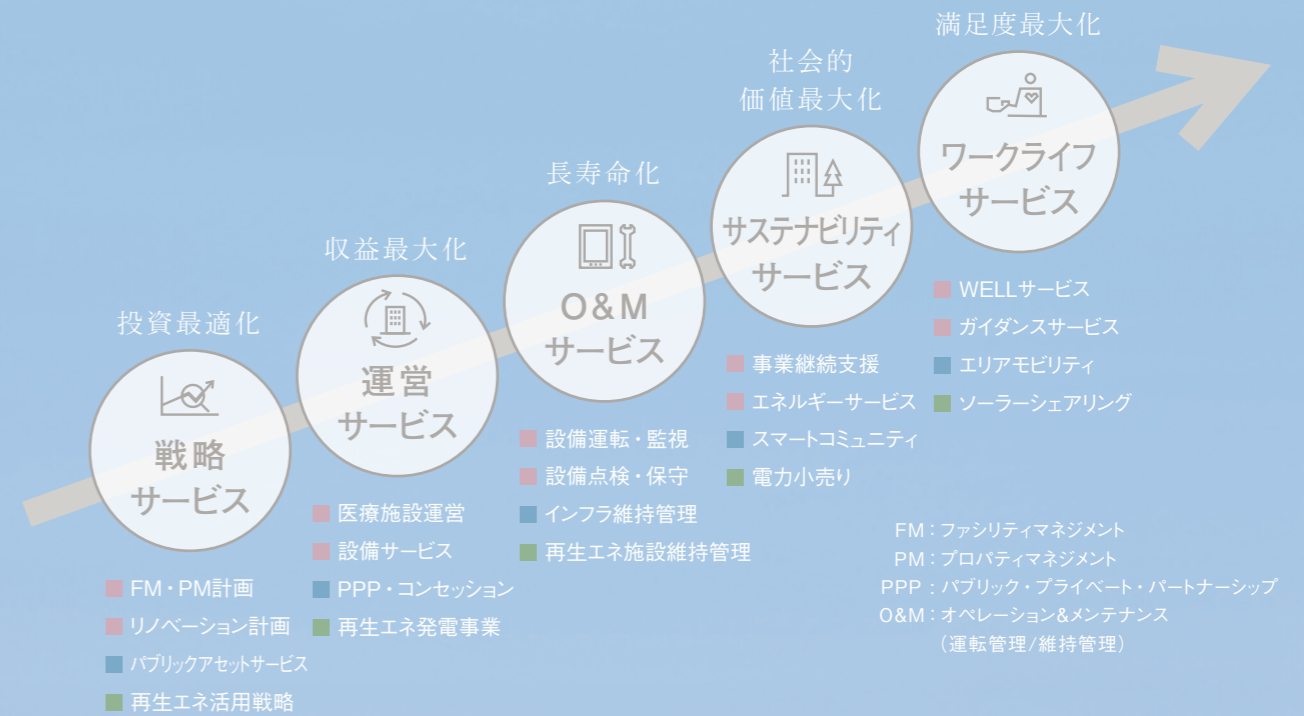 投資最適化
戦略
サービス
FM・PM計画
リノベーション計画
パブリックアセットサービス
再生エネ活用戦略
収益最大化
運営
サービス
医療施設運営
設備サービス
PPP・コンセッション
再生エネ発電事業
長寿命化
O&M
サービス
設備運転・監視
設備点検・保守
インフラ維持管理
再生エネ施設維持管理
社会的
価値最大化
サステナビリティ
サービス
事業継続支援
エネルギーサービス
スマートコミュニティ
電力小売り
満足度最大化
ワークライフ
サービス
WELLサービス
ガイダンスサービス
エリアモビリティ
ソーラーシェアリング
FM：ファシリティマネジメント
PM：プロパティマネジメント
PPP：パブリック・プライベート・パートナーシップ
O&M：オペレーション&メンテナンス
（運転管理/維持管理）